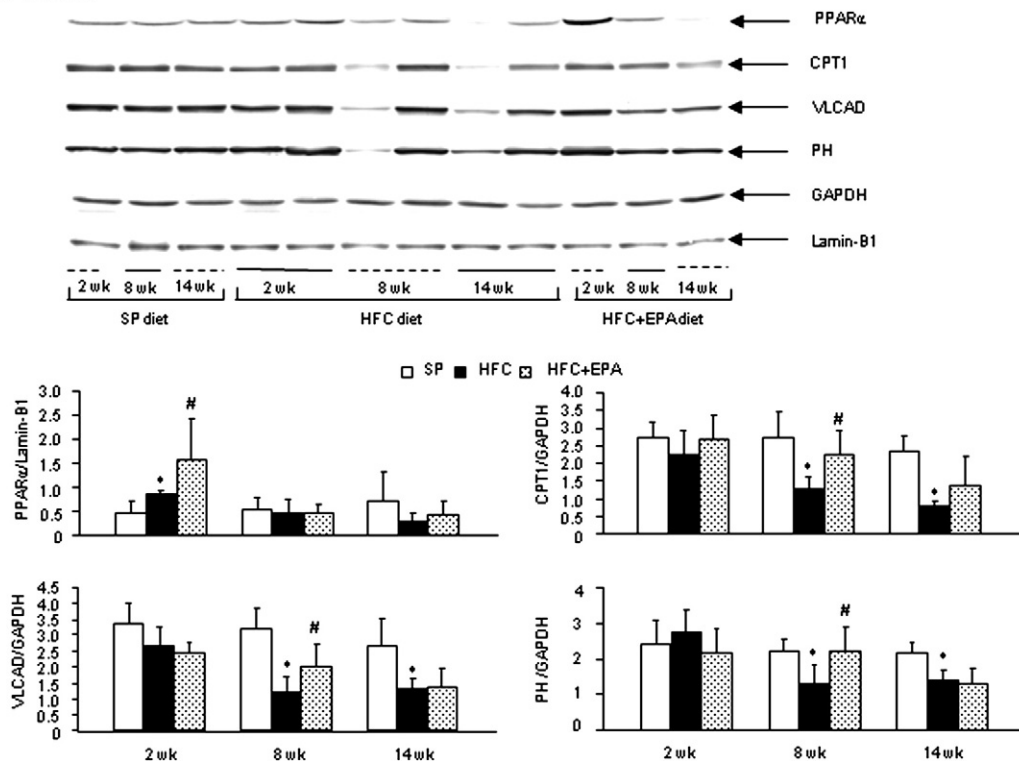 PPARα
CPT1
VLCAD
PH
GAPDH
Lamin-B1
2 wk 8 wk 14 wk 2 wk 8 wk 14 wk 2 wk 8 wk 14 wk
SP diet HFC diet HFC+EPA diet
SP HFC HFC+EPA
PPARα/Lamin-B1
3.0
2.5
2.0
1.5
1.0
0.5
0
* #
CPT1/GAPDH
4.0
3.5
3.0
2.5
2.0
1.5
1.0
0.5
0
* # *
VLCAD/GAPDH
4.5
3.5
3.0
2.5
1.5
1.0
0.5
0
* # *
2 wk 8 wk 14 wk
PH/GAPDH
4
3
2
1
0
* # *
2 wk 8 wk 14 wk